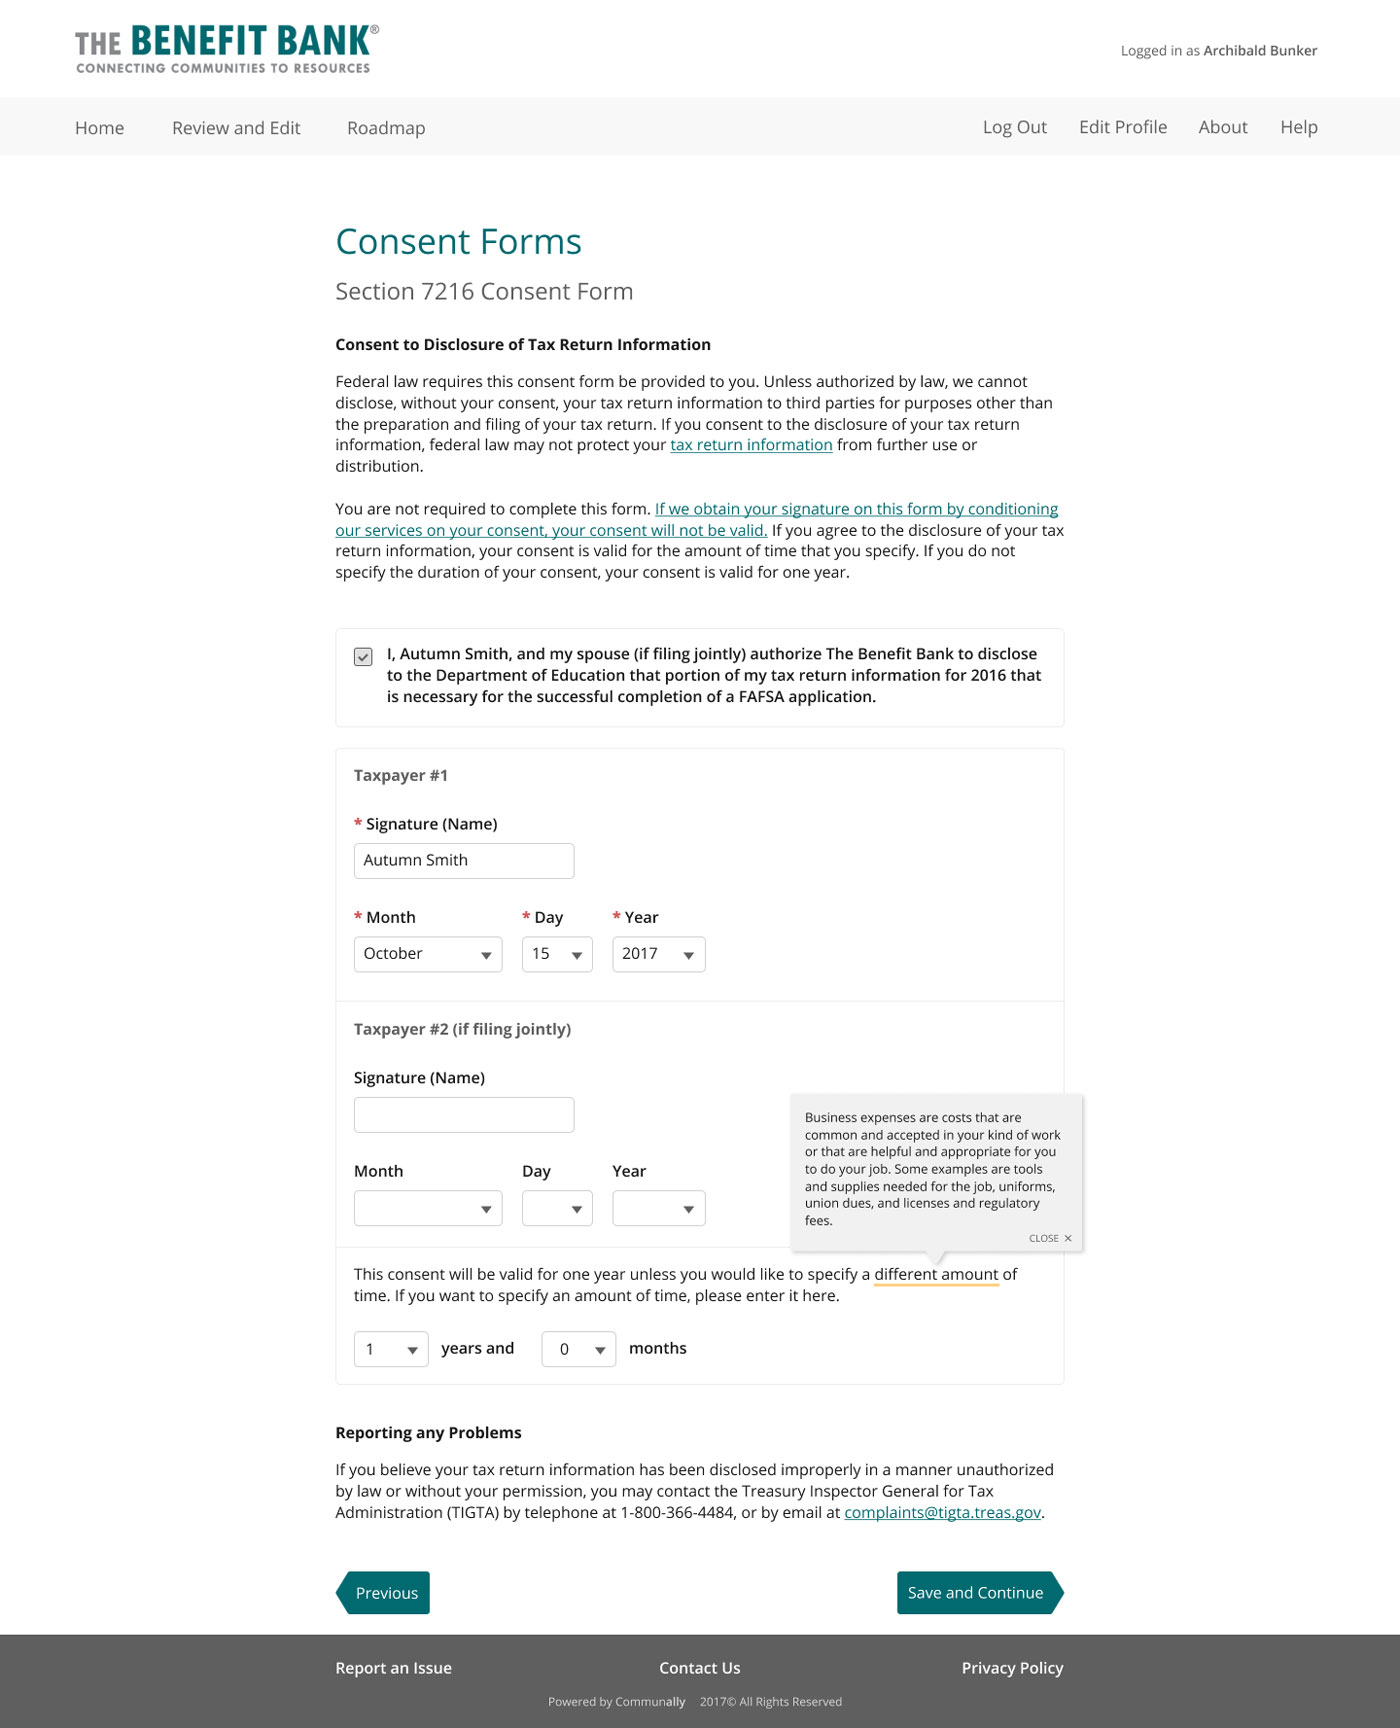 THE BENEFIT BANK®
CONNECTING COMMUNITIES TO RESOURCES
Logged in as Archibald Bunker
Home Review and Edit Roadmap Log Out Edit Profile About Help
Consent Forms
Section 7216 Consent Form
Consent to Disclosure of Tax Return Information
Federal law requires this consent form be provided to you. Unless authorized by law, we cannot
disclose, without your consent, your tax return information to third parties for purposes other than
the preparation and filing of your tax return. If you consent to the disclosure of your tax return
information, federal law may not protect your tax return information from further use or
distribution.
You are not required to complete this form. If we obtain your signature on this form by conditioning
our services on your consent, your consent will not be valid. If you agree to the disclosure of your tax
return information, your consent is valid for the amount of time that you specify. If you do not
specify the duration of your consent, your consent is valid for one year.
I, Autumn Smith, and my spouse (if filing jointly) authorize The Benefit Bank to disclose
to the Department of Education that portion of my tax return information for 2016 that
is necessary for the successful completion of a FAFSA application.
Taxpayer #1
* Signature (Name)
Autumn Smith
* Month * Day * Year
October 15 2017
Taxpayer #2 (if filing jointly)
Signature (Name)
Month Day Year
Business expenses are costs that are
common and accepted in your kind of work
or that are helpful and appropriate for you
to do your job. Some examples are tools
and supplies needed for the job, uniforms,
union dues, and licenses and regulatory
fees.
CLOSE ×
This consent will be valid for one year unless you would like to specify a different amount of
time. If you want to specify an amount of time, please enter it here.
1 years and 0 months
Reporting any Problems
If you believe your tax return information has been disclosed improperly in a manner unauthorized
by law or without your permission, you may contact the Treasury Inspector General for Tax
Administration (TIGTA) by telephone at 1-800-366-4484, or by email at complaints@tigta.treas.gov.
Previous Save and Continue
Report an Issue Contact Us Privacy Policy
Powered by Communally 2017© All Rights Reserved